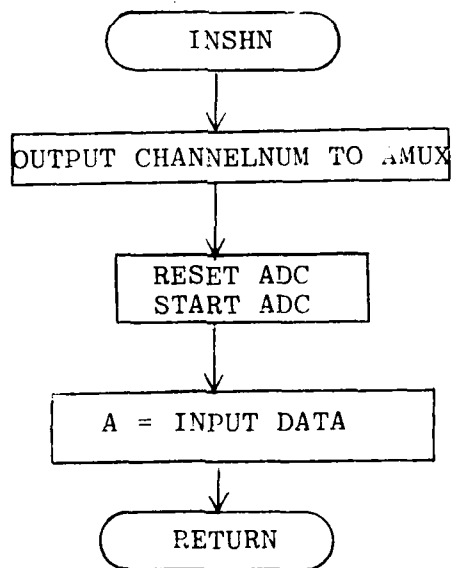 INSHN
OUTPUT CHANNELNUM TO AMUX
RESET ADC
START ADC
A = INPUT DATA
RETURN